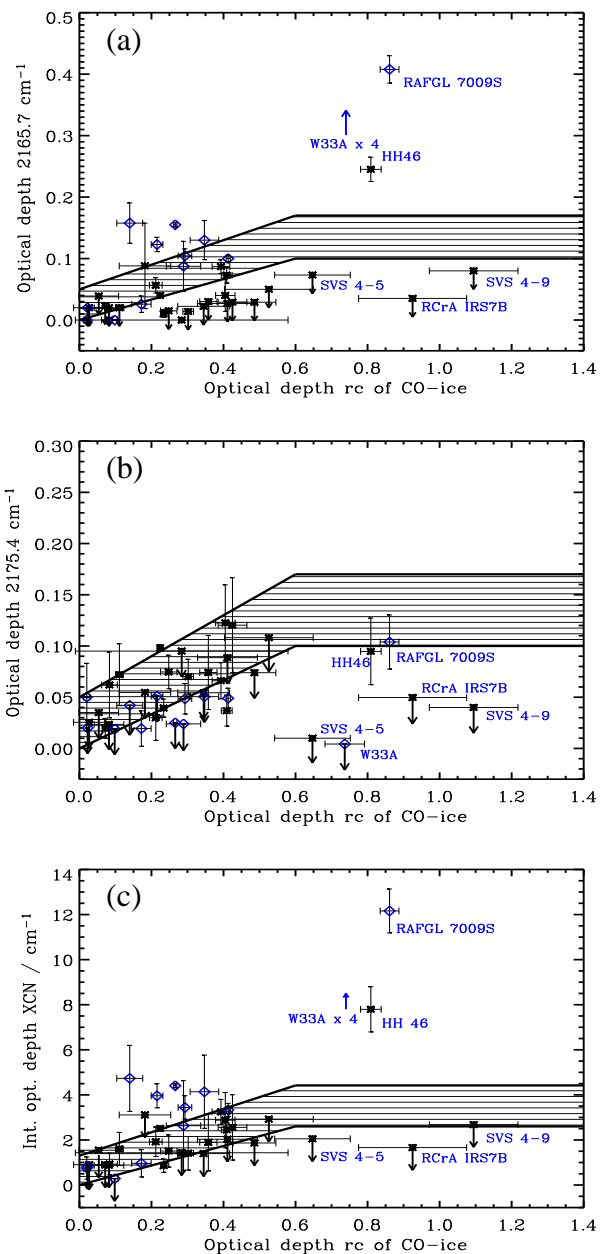 (a)
0.5
0.4
0.3
0.2
0.1
0.0
Optical depth 2165.7 cm⁻¹
RAFGL 7009S
W33A x 4
HH46
SVS 4-5
SVS 4-9
RCrA IRS7B
0.0 0.2 0.4 0.6 0.8 1.0 1.2 1.4
Optical depth rc of CO-ice
(b)
0.30
0.25
0.20
0.15
0.10
0.05
0.00
Optical depth 2175.4 cm⁻¹
HH46
RAFGL 7009S
RCrA IRS7B
SVS 4-9
SVS 4-5
W33A
0.0 0.2 0.4 0.6 0.8 1.0 1.2 1.4
Optical depth rc of CO-ice
(c)
14
12
10
8
6
4
2
0
Int. opt. depth XCN / cm⁻¹
RAFGL 7009S
W33A x 4
HH 46
SVS 4-9
SVS 4-5
RCrA IRS7B
0.0 0.2 0.4 0.6 0.8 1.0 1.2 1.4
Optical depth rc of CO-ice